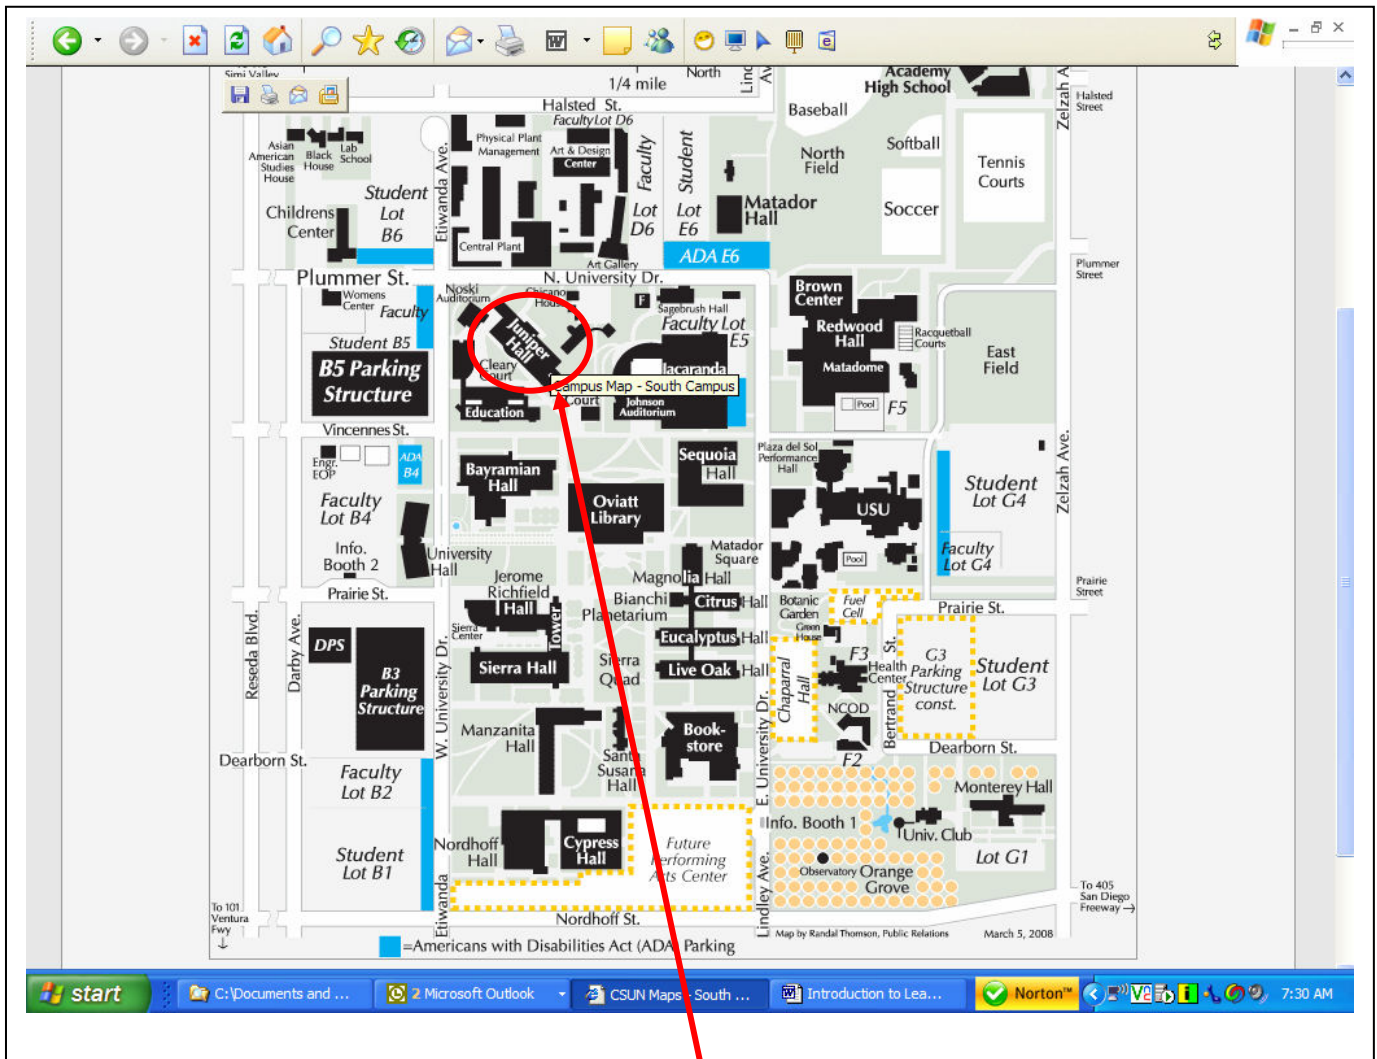 Simi Valley
1/4 mile
North
Academy
High School
Baseball
Halsted St.
Zelzah A
Halsted
Street
Faculty Lot D6
Physical Plant
Management
Art & Design
Center
Asian
American
Studies
House
Black
House
Lab
School
Etiwanda Ave.
Faculty
Lot
D6
Student
Lot
E6
North
Field
Softball
Tennis
Courts
Student
Lot
B6
Childrens
Center
Matador
Hall
Soccer
Central Plant
Art Gallery
ADA E6
Plummer St.
N. University Dr.
Plummer
Street
Womens
Center
Faculty
Noski
Auditorium
Chicano
House
F
Sagebrush Hall
Faculty Lot
E5
Brown
Center
Redwood
Hall
Racquetball
Courts
East
Field
Student B5
B5 Parking
Structure
Juniper
Hall
Cleary
Court
Jacaranda
Matadome
Campus Map - South Campus
Education
Court
Johnson
Auditorium
Pool
F5
Vincennes St.
Engr.
EOP
ADA
B4
Bayramian
Hall
Sequoia
Hall
Plaza del Sol
Performance
Hall
Zelzah Ave.
Student
Lot G4
Faculty
Lot B4
Oviatt
Library
USU
Info.
Booth 2
University
Hall
Matador
Square
Pool
Faculty
Lot G4
Prairie St.
Jerome
Richfield
Hall
Magnolia Hall
Bianchi
Planetarium
Citrus Hall
Botanic
Garden
Fuel
Cell
Prairie St.
Prairie
Street
Reseda Blvd.
Darby Ave.
DPS
Sierra
Center
Tower
Eucalyptus Hall
Green
House
B3
Parking
Structure
W. University Dr.
Sierra Hall
Sierra
Quad
Live Oak Hall
Chaparral
Hall
F3
Health
Center
Bertrand St.
G3
Parking
Structure
const.
Student
Lot G3
NCOD
Manzanita
Hall
Santa
Susana
Hall
Book-
store
E. University Dr.
F2
Dearborn St.
Dearborn St.
Faculty
Lot B2
Monterey Hall
Info. Booth 1
Univ. Club
Nordhoff
Hall
Cypress
Hall
Future
Performing
Arts Center
Student
Lot B1
Observatory
Orange
Grove
Lot G1
Etiwanda
Lindley Ave.
To 101
Ventura
Fwy
Nordhoff St.
To 405
San Diego
Freeway
=Americans with Disabilities Act (ADA) Parking
Map by Randal Thomson, Public Relations
March 5, 2008
start
C:\Documents and ...
2 Microsoft Outlook
CSUN Maps - South ...
Introduction to Lea...
Norton™
7:30 AM